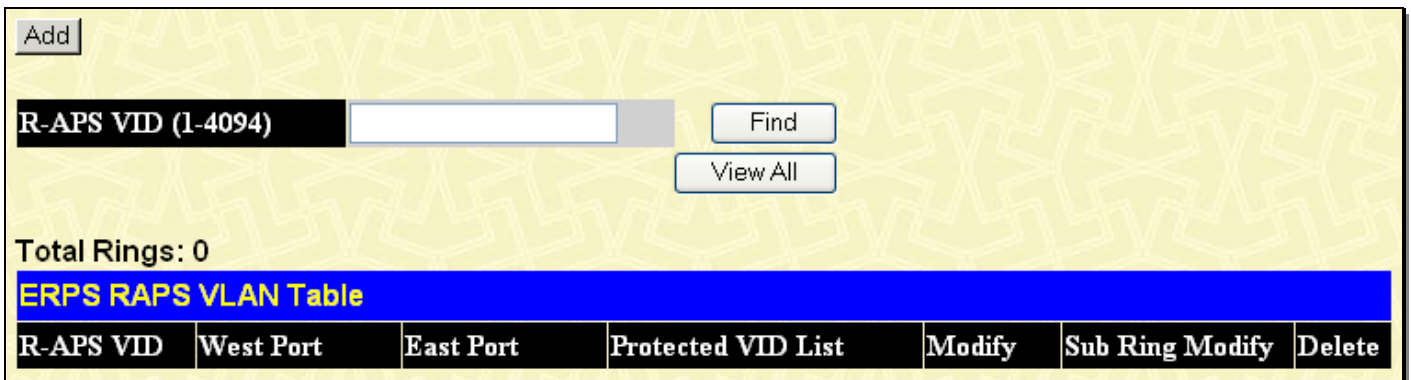 Add
R-APS VID (1-4094) Find
View All
Total Rings: 0
ERPS RAPS VLAN Table
R-APS VID West Port East Port Protected VID List Modify Sub Ring Modify Delete